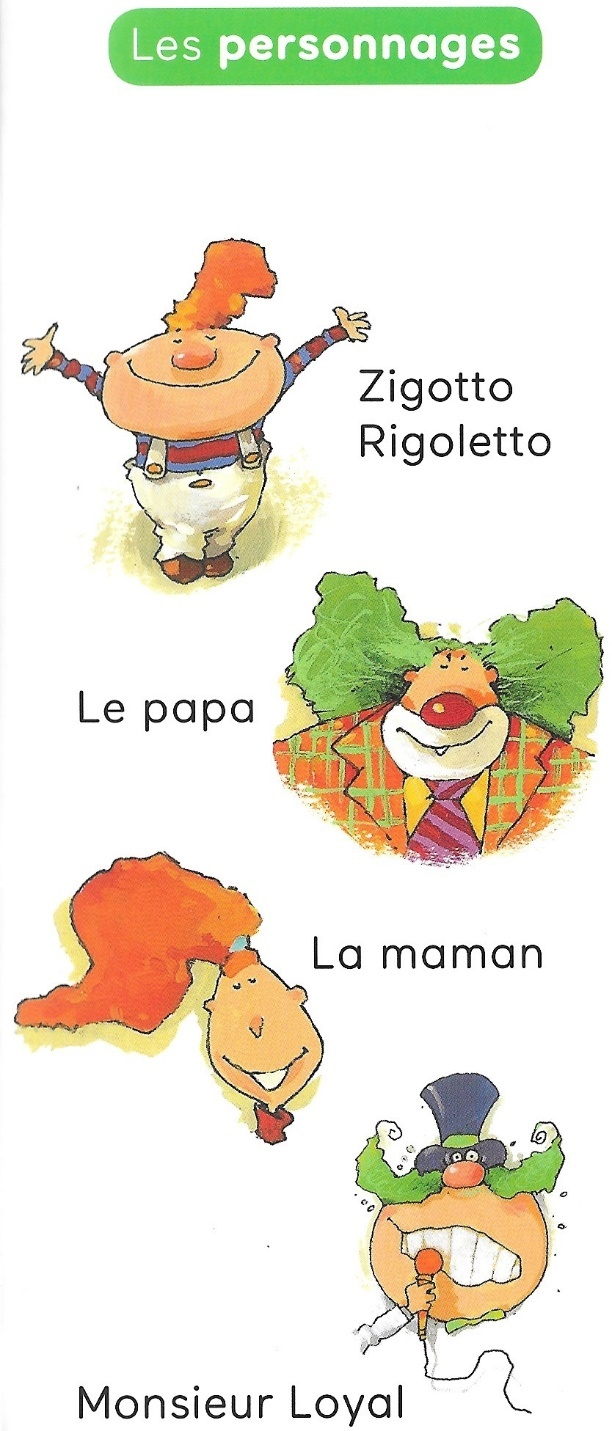 Les personnages
Zigotto
Rigoletto
Le papa
La maman
Monsieur Loyal